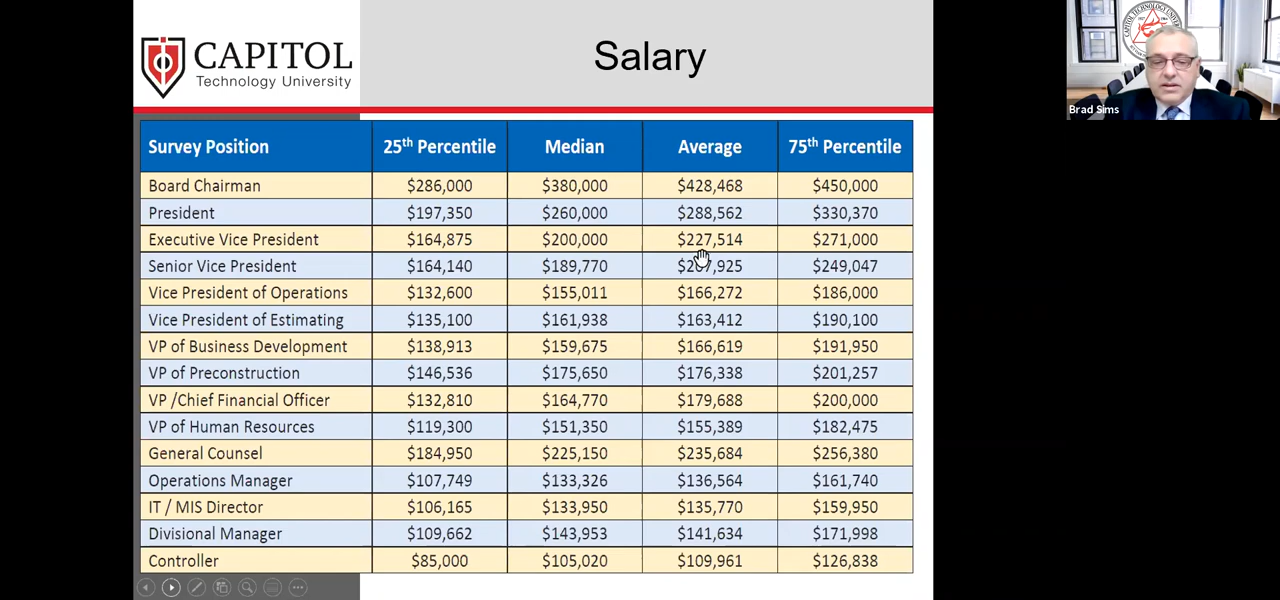 CAPITOL
Technology University
Salary
Brad Sims
Survey Position 25th Percentile Median Average 75th Percentile
Board Chairman $286,000 $380,000 $428,468 $450,000
President $197,350 $260,000 $288,562 $330,370
Executive Vice President $164,875 $200,000 $227,514 $271,000
Senior Vice President $164,140 $189,770 $249,047
Vice President of Operations $132,600 $155,011 $166,272 $186,000
Vice President of Estimating $135,100 $161,938 $163,412 $190,100
VP of Business Development $138,913 $159,675 $166,619 $191,950
VP of Preconstruction $146,536 $175,650 $176,338 $201,257
VP /Chief Financial Officer $132,810 $164,770 $179,688 $200,000
VP of Human Resources $119,300 $151,350 $155,389 $182,475
General Counsel $184,950 $225,150 $235,684 $256,380
Operations Manager $107,749 $133,326 $136,564 $161,740
IT / MIS Director $106,165 $133,950 $135,770 $159,950
Divisional Manager $109,662 $143,953 $141,634 $171,998
Controller $85,000 $105,020 $109,961 $126,838